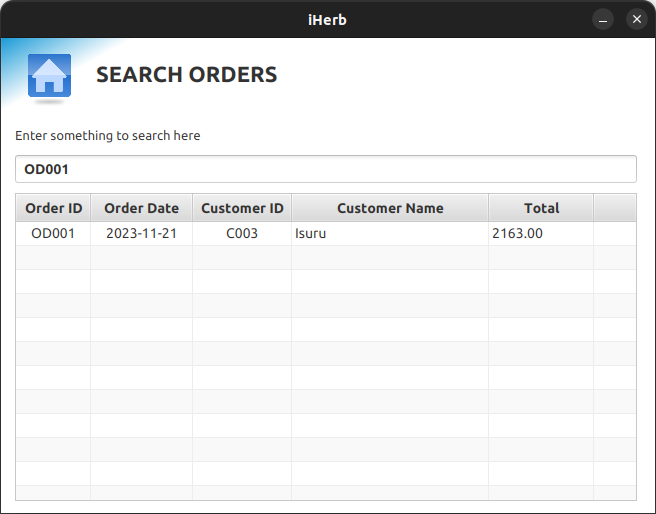 iHerb
SEARCH ORDERS
Enter something to search here
OD001
Order ID Order Date Customer ID Customer Name Total
OD001 2023-11-21 C003 Isuru 2163.00